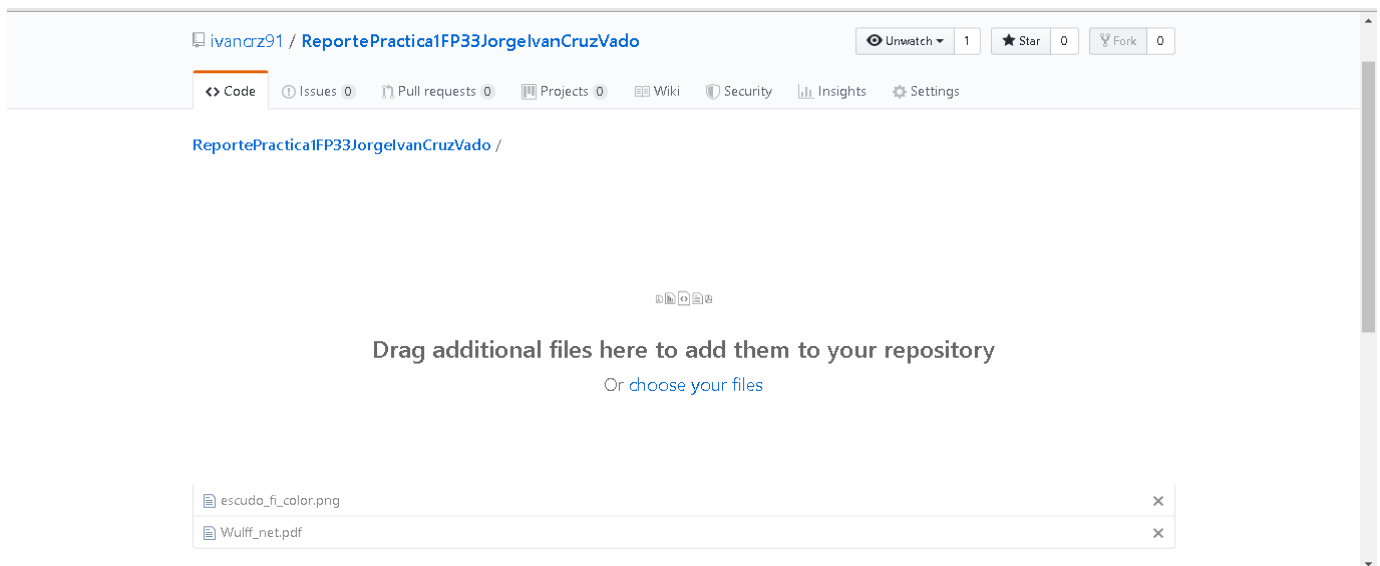 ivancrz91 / ReportePractica1FP33JorgeIvanCruzVado Unwatch 1 Star 0 Fork 0
Code Issues 0 Pull requests 0 Projects 0 Wiki Security Insights Settings
ReportePractica1FP33JorgeIvanCruzVado /
Drag additional files here to add them to your repository
Or choose your files
escudo_fi_color.png
Wulff_net.pdf